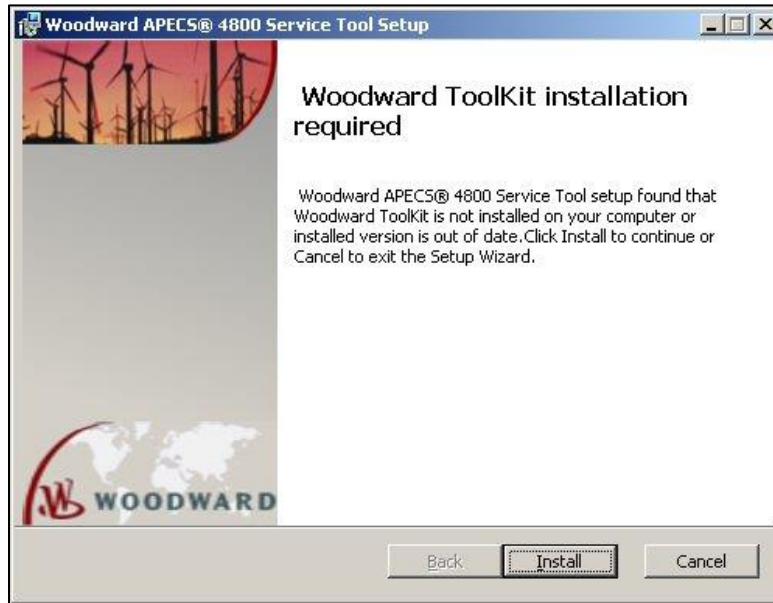 Woodward APECS® 4800 Service Tool Setup
Woodward ToolKit installation
required
Woodward APECS® 4800 Service Tool setup found that
Woodward ToolKit is not installed on your computer or
installed version is out of date.Click Install to continue or
Cancel to exit the Setup Wizard.
W WOODWARD
Back Install Cancel